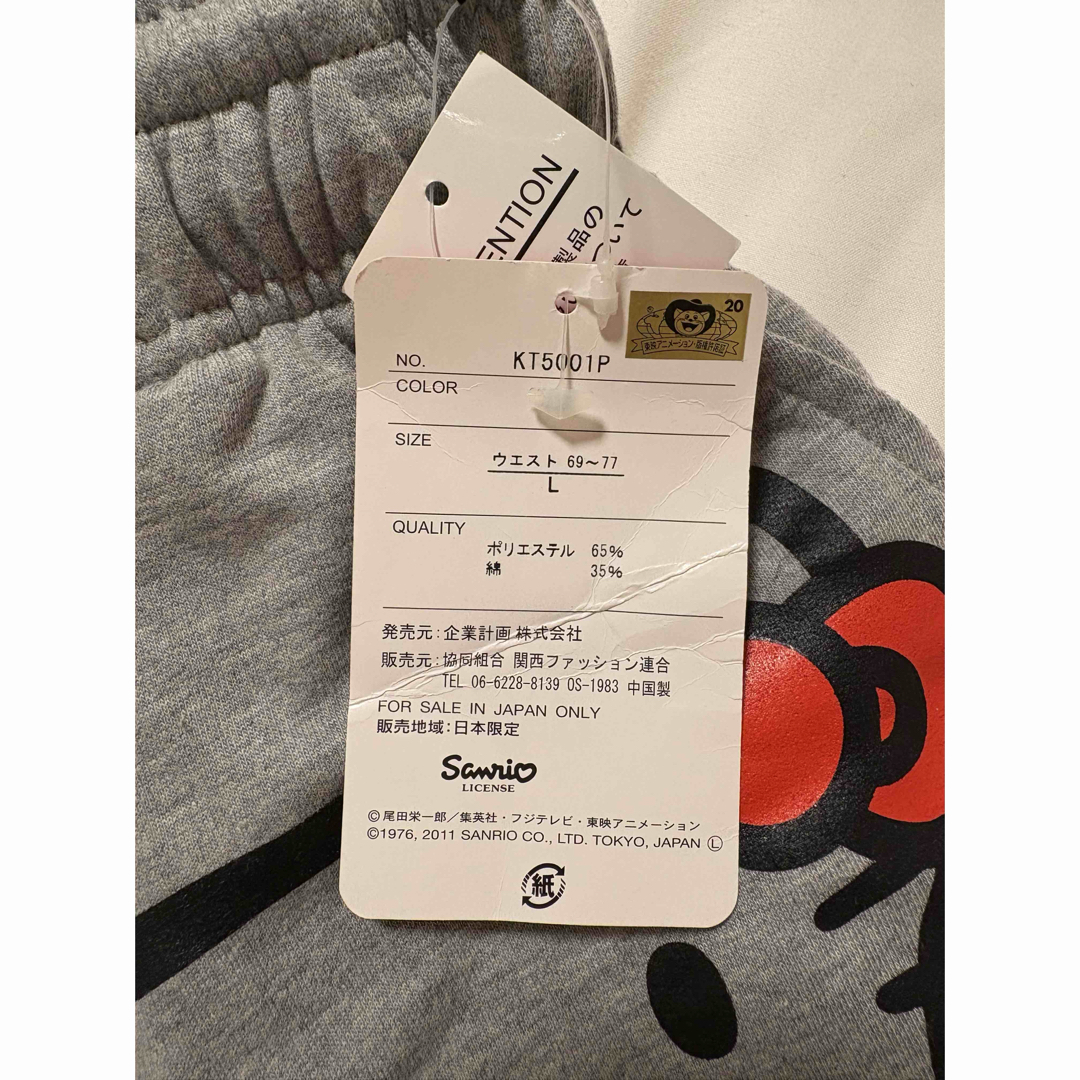 ENTION
製品の
ついて
20
東映アニメーション・版権許諾証
NO. KT5001P
COLOR
SIZE
ウエスト 69～77
L
QUALITY
ポリエステル 65%
綿 35%
発売元:企業計画 株式会社
販売元:協同組合 関西ファッション連合
TEL 06-6228-8139 OS-1983 中国製
FOR SALE IN JAPAN ONLY
販売地域:日本限定
Sanrio
LICENSE
©尾田栄一郎／集英社・フジテレビ・東映アニメーション
©1976, 2011 SANRIO CO., LTD. TOKYO, JAPAN Ⓛ
紙